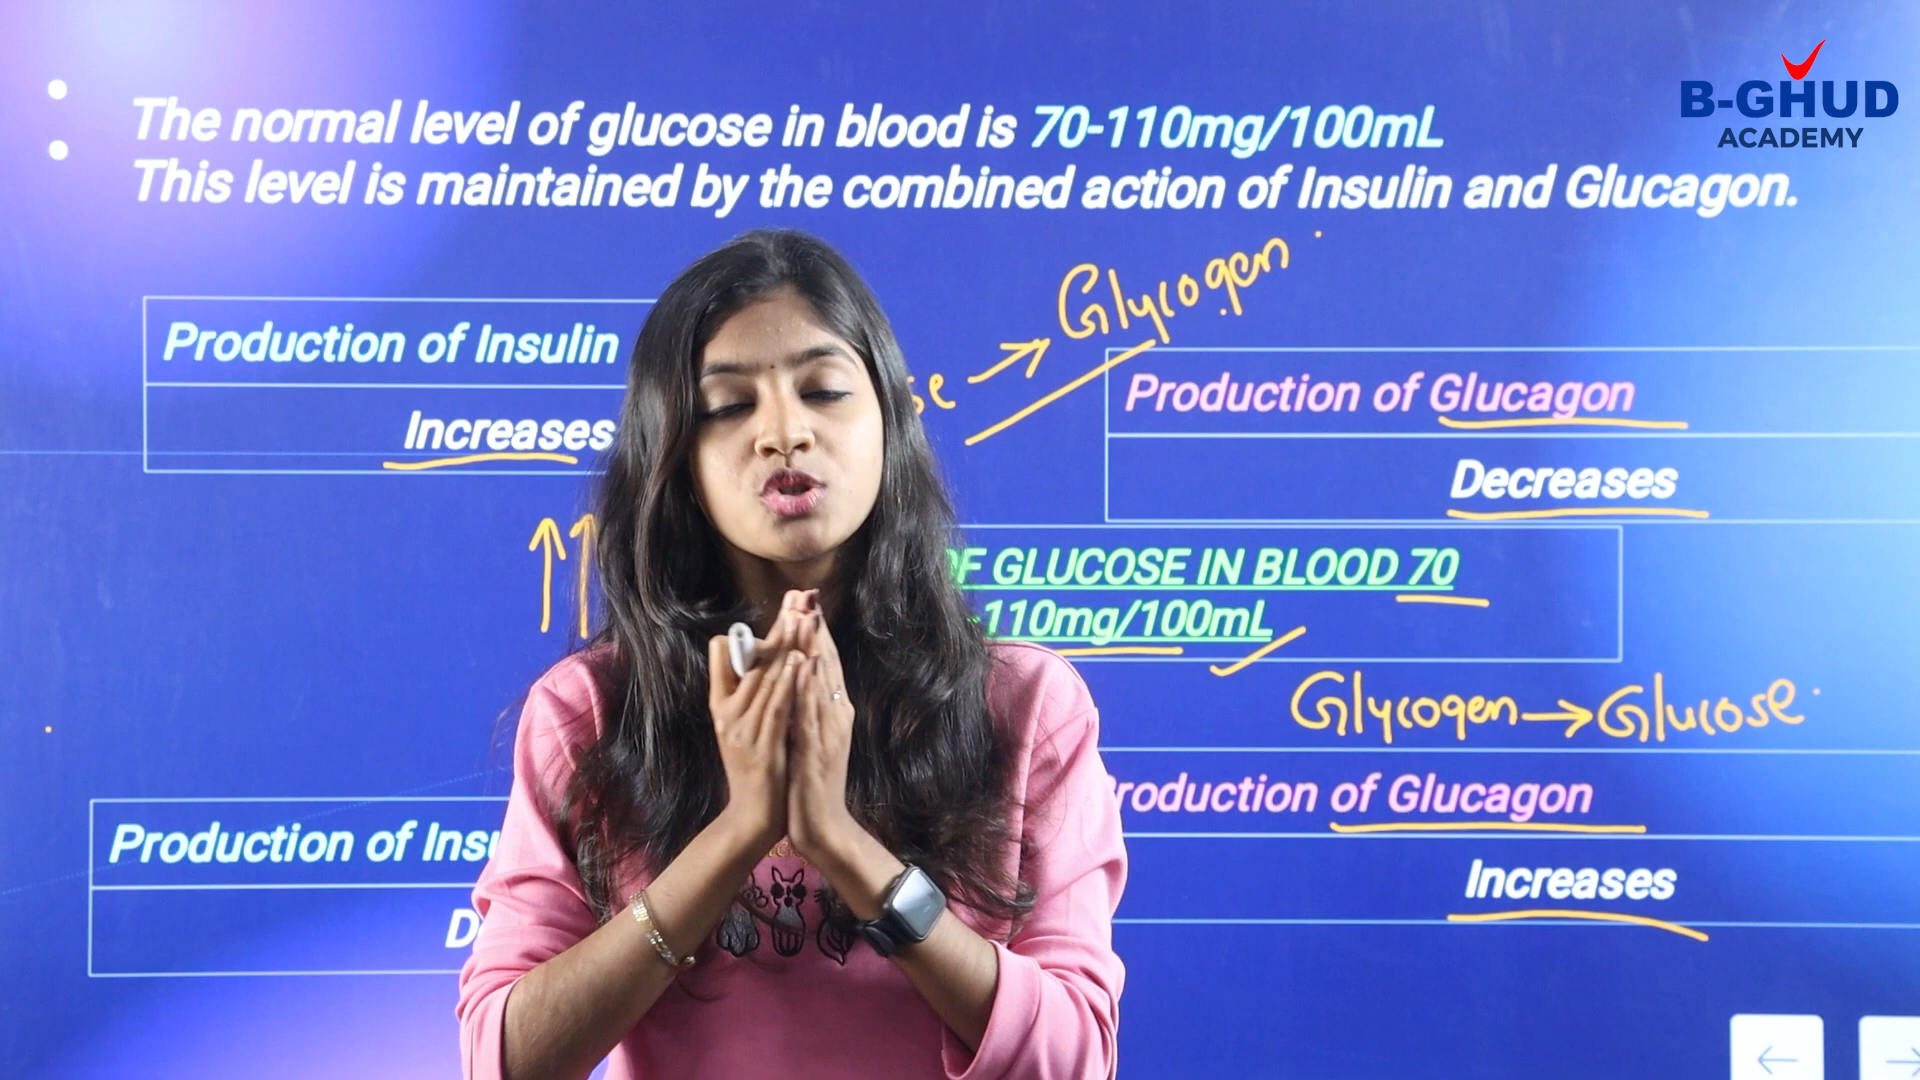 B-GHUD
ACADEMY
The normal level of glucose in blood is 70-110mg/100mL
This level is maintained by the combined action of Insulin and Glucagon.
Glycogen
Production of Insulin
Increases
Production of Glucagon
Decreases
GLUCOSE IN BLOOD 70
-110mg/100mL
Glycogen → Glucose
Production of
of Glucagon
Increases